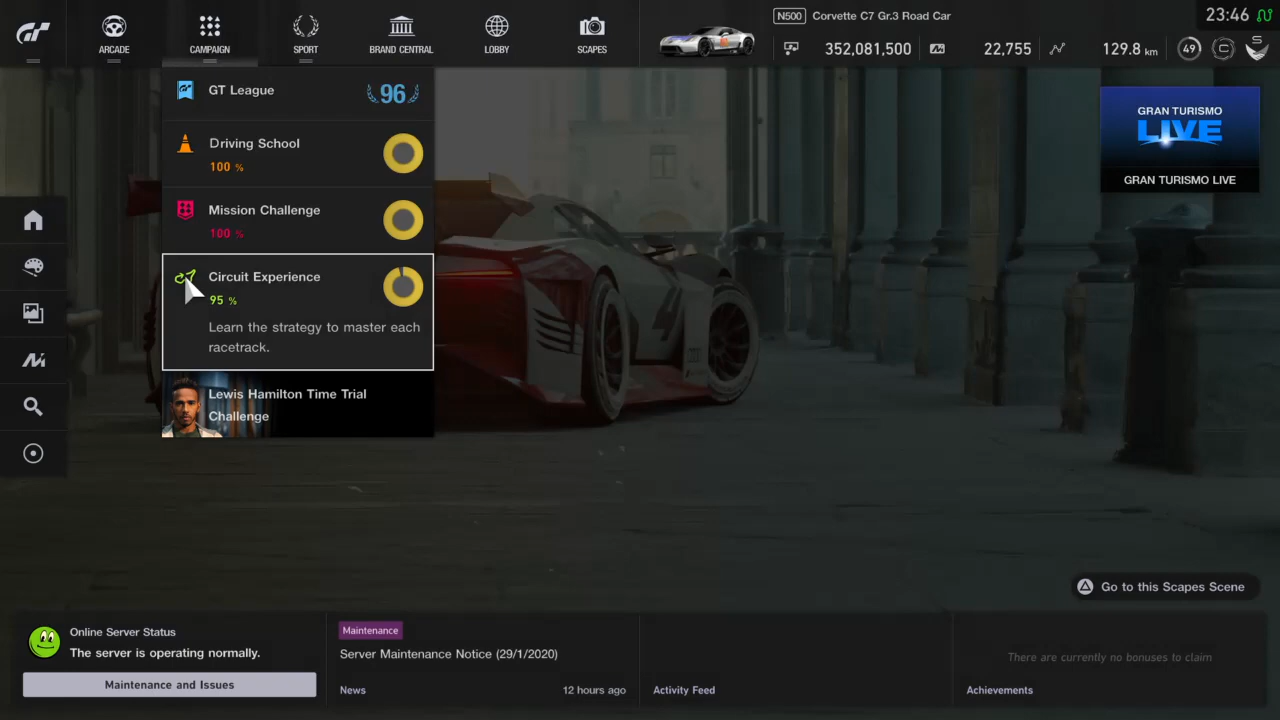 ARCADE
CAMPAIGN
SPORT
BRAND CENTRAL
LOBBY
SCAPES
N500 Corvette C7 Gr.3 Road Car
352,081,500
22,755
129.8 km
49
C
S
23:46
GT League
96
Driving School
100 %
Mission Challenge
100 %
Circuit Experience
95 %
Learn the strategy to master each
racetrack.
Lewis Hamilton Time Trial
Challenge
GRAN TURISMO
LIVE
GRAN TURISMO LIVE
Go to this Scapes Scene
Online Server Status
The server is operating normally.
Maintenance and Issues
Maintenance
Server Maintenance Notice (29/1/2020)
News
12 hours ago
Activity Feed
There are currently no bonuses to claim
Achievements